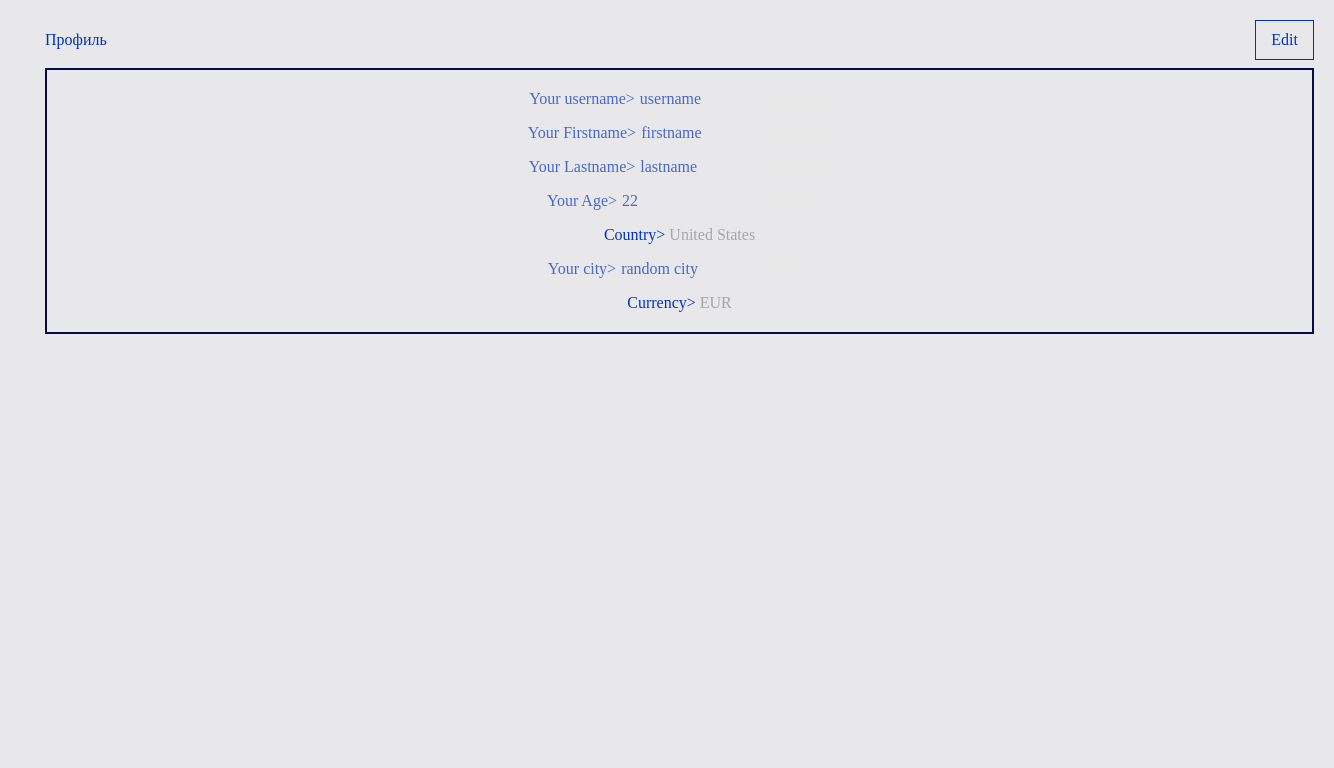 Профиль
Edit
Your username> username
Your Firstname> firstname
Your Lastname> lastname
Your Age> 22
Country> United States
Your city> random city
Currency> EUR